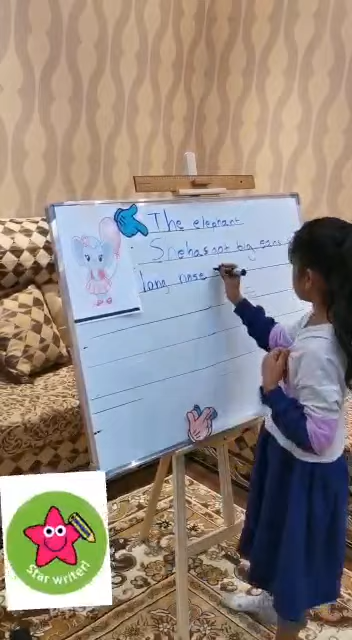 The elephant
She has got big ears
long nose
Star writer!